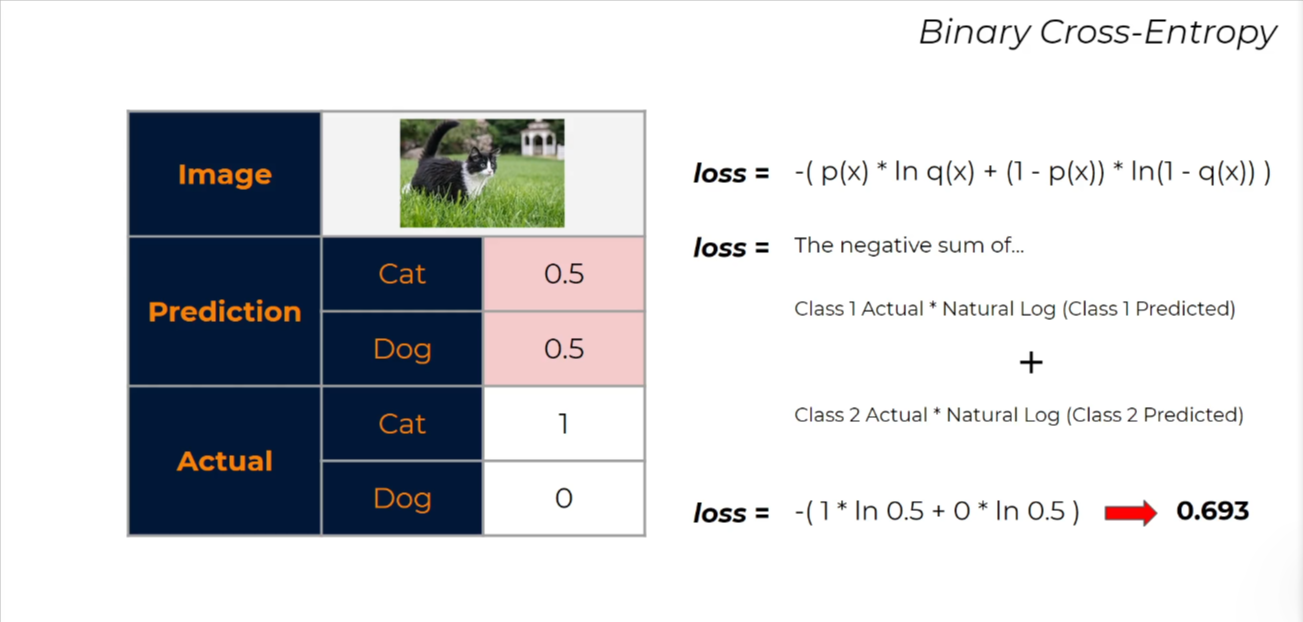 Binary Cross-Entropy
Image
Prediction
Cat
0.5
Dog
0.5
Actual
Cat
1
Dog
0
loss = -( p(x) * ln q(x) + (1 - p(x)) * ln(1 - q(x)) )
loss = The negative sum of...
Class 1 Actual * Natural Log (Class 1 Predicted)
+
Class 2 Actual * Natural Log (Class 2 Predicted)
loss = -( 1 * ln 0.5 + 0 * ln 0.5 ) 0.693